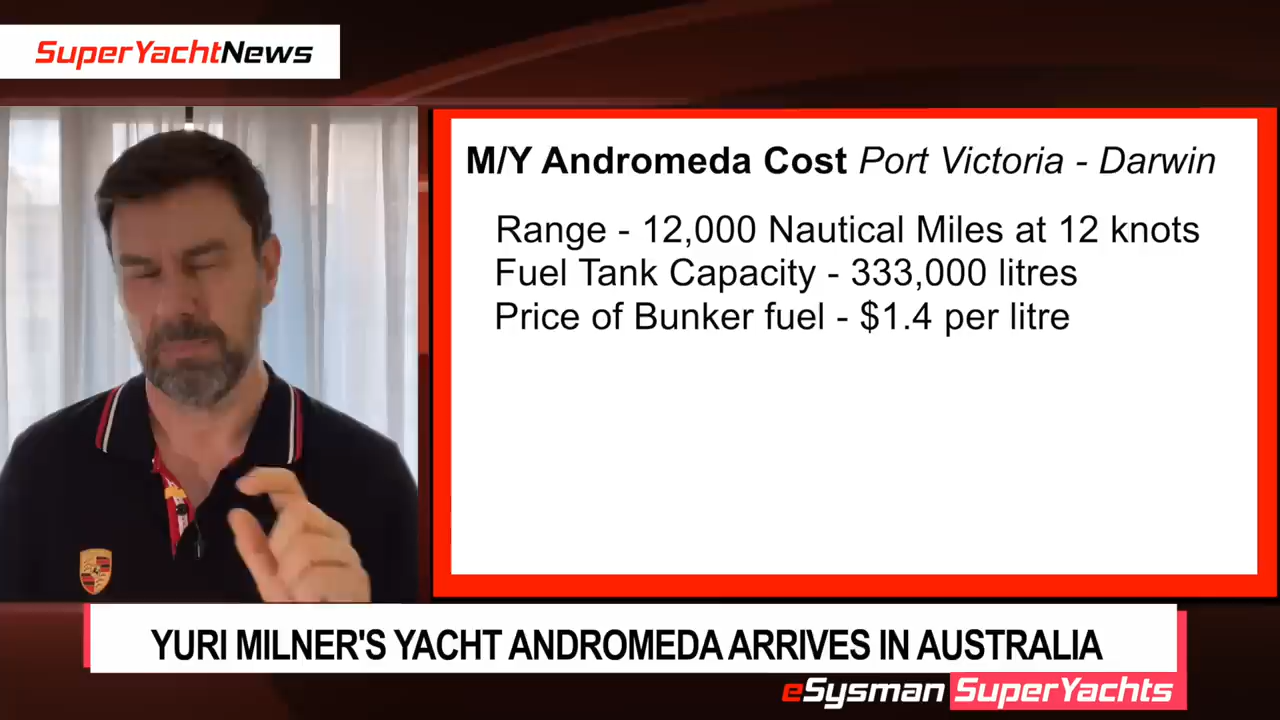 SuperYachtNews
M/Y Andromeda Cost Port Victoria - Darwin
Range - 12,000 Nautical Miles at 12 knots
Fuel Tank Capacity - 333,000 litres
Price of Bunker fuel - $1.4 per litre
YURI MILNER'S YACHT ANDROMEDA ARRIVES IN AUSTRALIA
eSysman SuperYachts